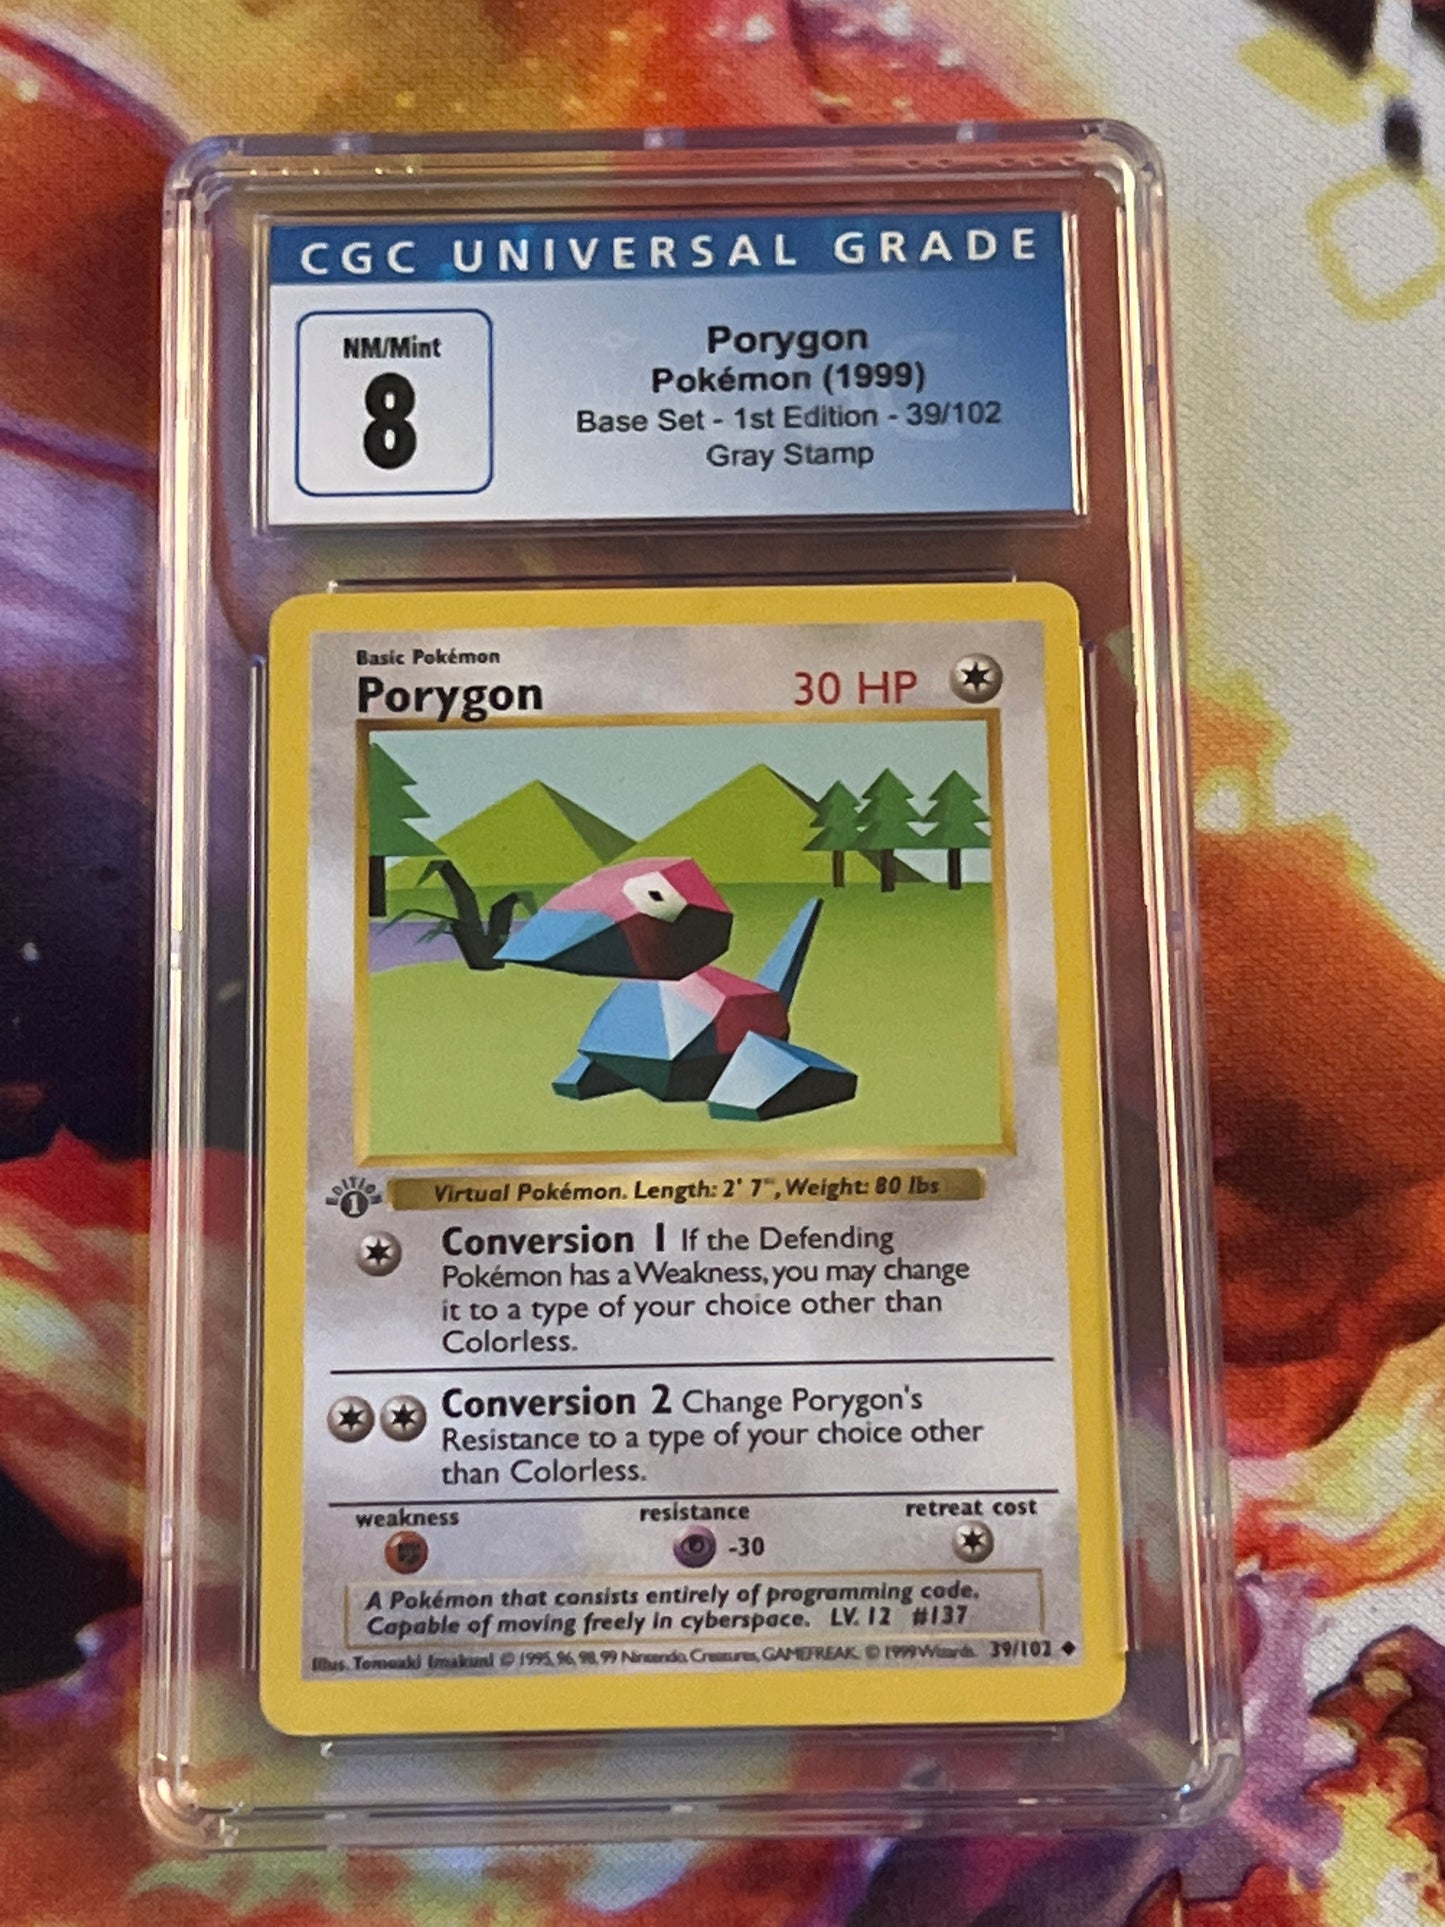 CGC UNIVERSAL GRADE
NM/Mint
8
Porygon
Pokémon (1999)
Base Set - 1st Edition - 39/102
Gray Stamp
Basic Pokémon
Porygon 30 HP
EDITION
1
Virtual Pokémon. Length: 2' 7", Weight: 80 lbs
Conversion 1 If the Defending
Pokémon has a Weakness, you may change
it to a type of your choice other than
Colorless.
Conversion 2 Change Porygon's
Resistance to a type of your choice other
than Colorless.
weakness resistance retreat cost
-30
A Pokémon that consists entirely of programming code.
Capable of moving freely in cyberspace. LV. 12 #137
Illus. Tomoaki Imakuni © 1995, 96, 98, 99 Nintendo, Creatures, GAMEFREAK. © 1999 Wizards. 39/102